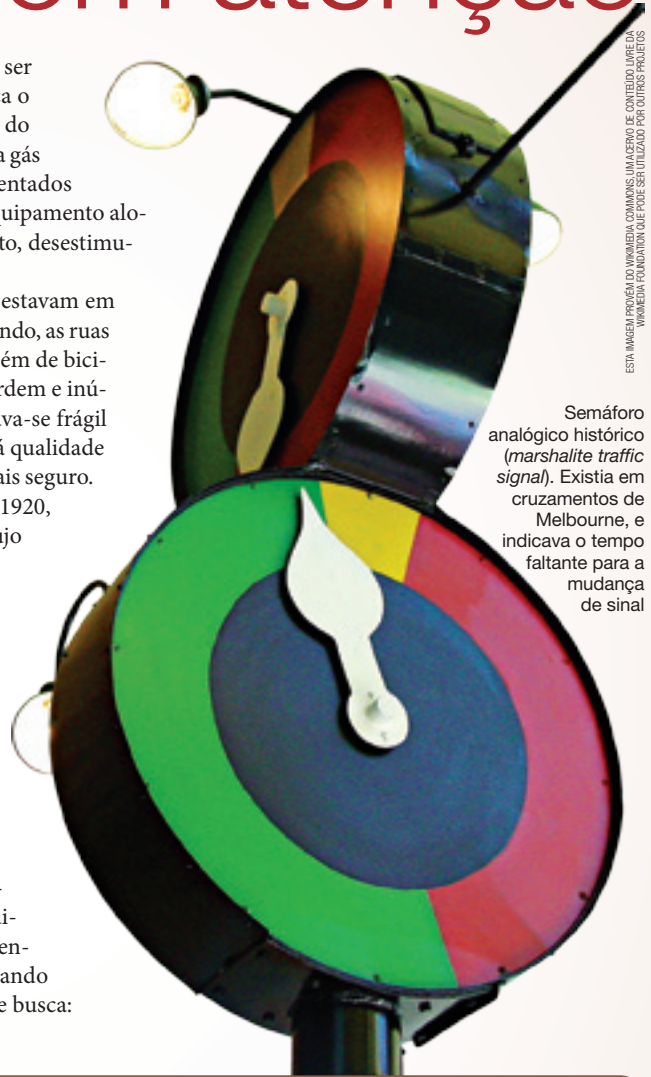 atenção
ser
a o
do
a gás
entados
quipamento alo-
to, desestimu-
estavam em
ndo, as ruas
ém de bici-
rdem e inú-
va-se frágil
á qualidade
ais seguro.
1920,
ujo
i-
en-
ando
e busca:
Semáforo
analógico histórico
(marshalite traffic
signal). Existia em
cruzamentos de
Melbourne, e
indicava o tempo
faltante para a
mudança
de sinal
ESTA IMAGEM PROVÉM DO WIKIMEDIA COMMONS, UM ACERVO DE CONTEÚDO LIVRE DA
WIKIMEDIA FOUNDATION QUE PODE SER UTILIZADO POR OUTROS PROJETOS